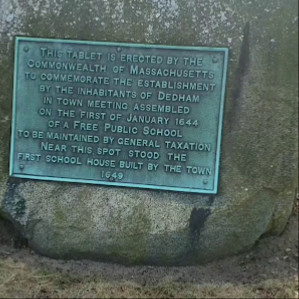 THIS TABLET IS ERECTED BY THE
COMMONWEALTH OF MASSACHUSETTS
TO COMMEMORATE THE ESTABLISHMENT
BY THE INHABITANTS OF DEDHAM
IN TOWN MEETING ASSEMBLED
ON THE FIRST OF JANUARY 1644
OF A FREE PUBLIC SCHOOL
TO BE MAINTAINED BY GENERAL TAXATION
NEAR THIS SPOT STOOD THE
FIRST SCHOOL HOUSE BUILT BY THE TOWN
1649